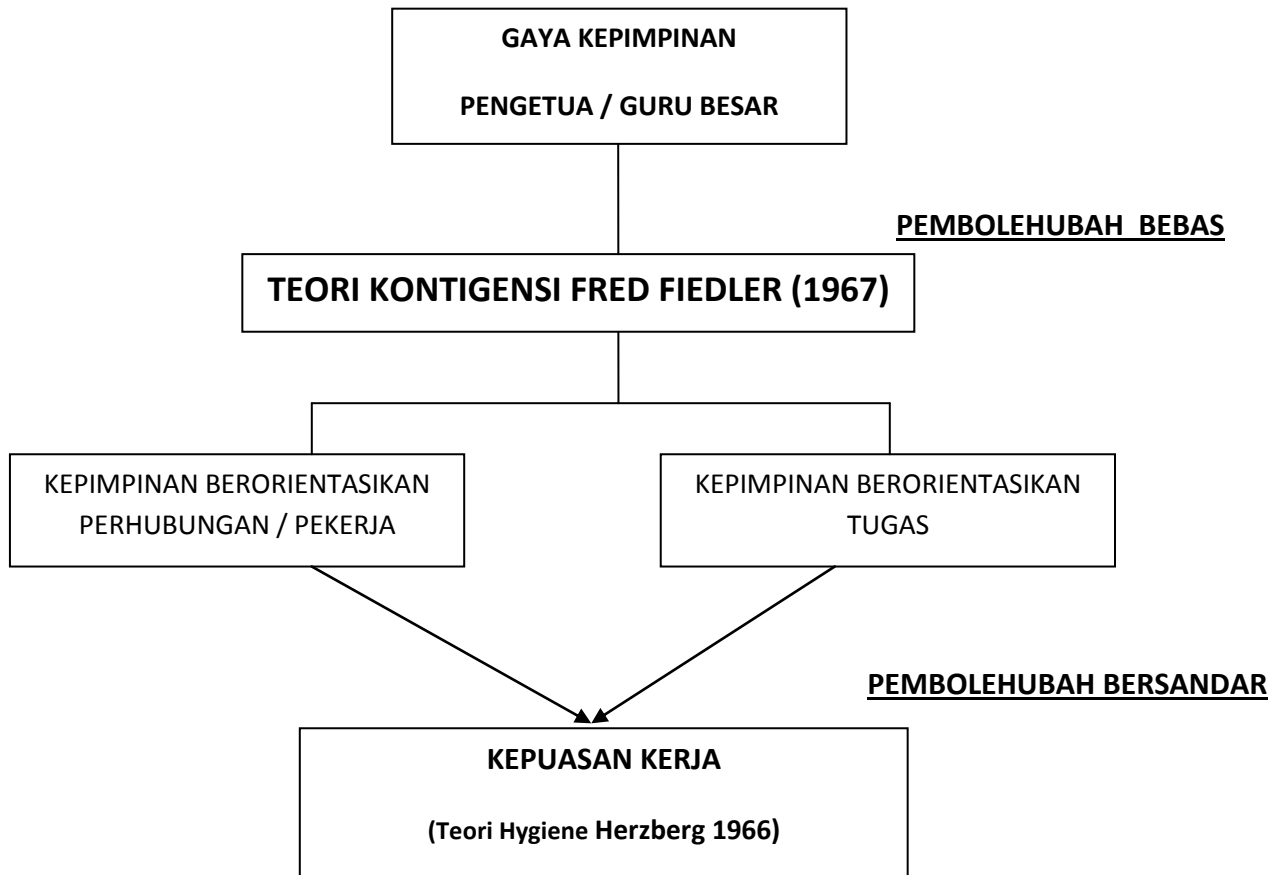 GAYA KEPIMPINAN
PENGETUA / GURU BESAR
PEMBOLEHUBAH BEBAS
TEORI KONTIGENSI FRED FIEDLER (1967)
KEPIMPINAN BERORIENTASIKAN
PERHUBUNGAN / PEKERJA
KEPIMPINAN BERORIENTASIKAN
TUGAS
PEMBOLEHUBAH BERSANDAR
KEPUASAN KERJA
(Teori Hygiene Herzberg 1966)